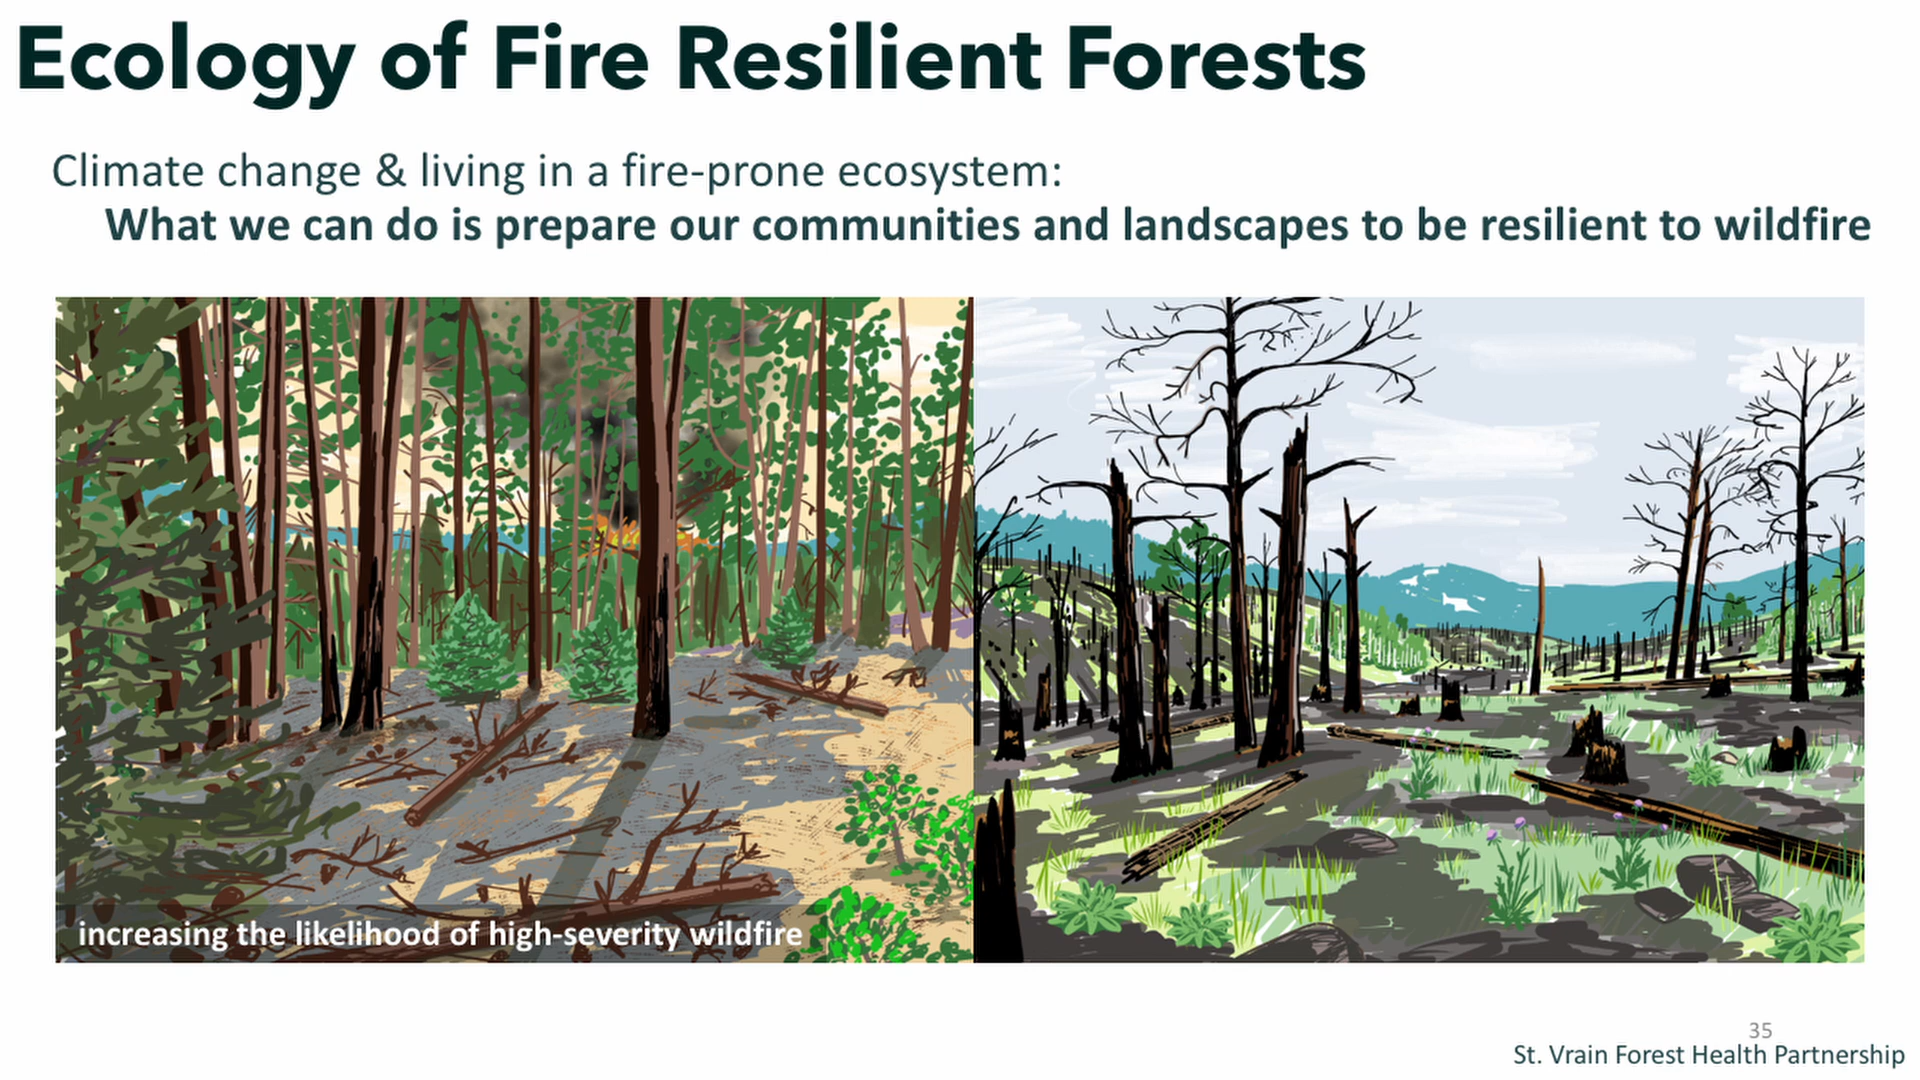 Ecology of Fire Resilient Forests
Climate change & living in a fire-prone ecosystem:
What we can do is prepare our communities and landscapes to be resilient to wildfire
increasing the likelihood of high-severity wildfire
35
St. Vrain Forest Health Partnership